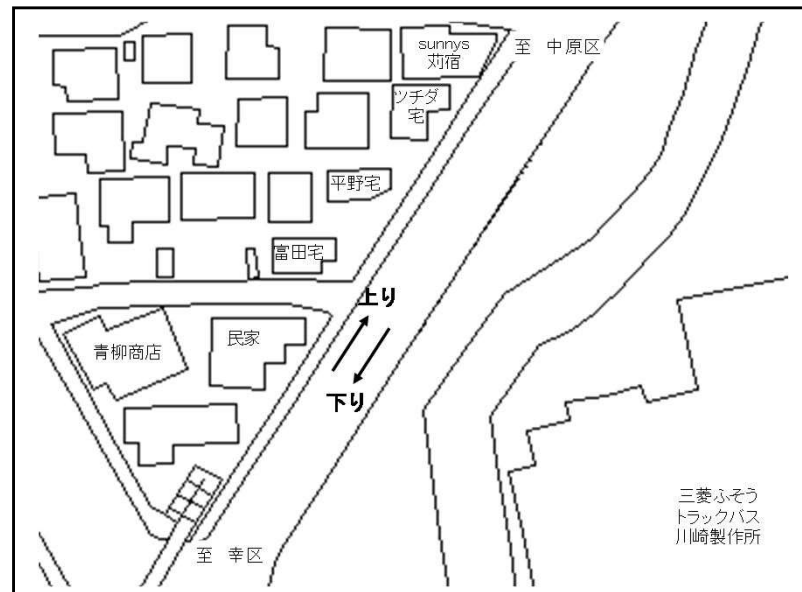 sunnys
苅宿
至 中原区
ツチダ
宅
平野宅
富田宅
上り
民家
青柳商店
下り
三菱ふそう
トラックバス
川崎製作所
至 幸区